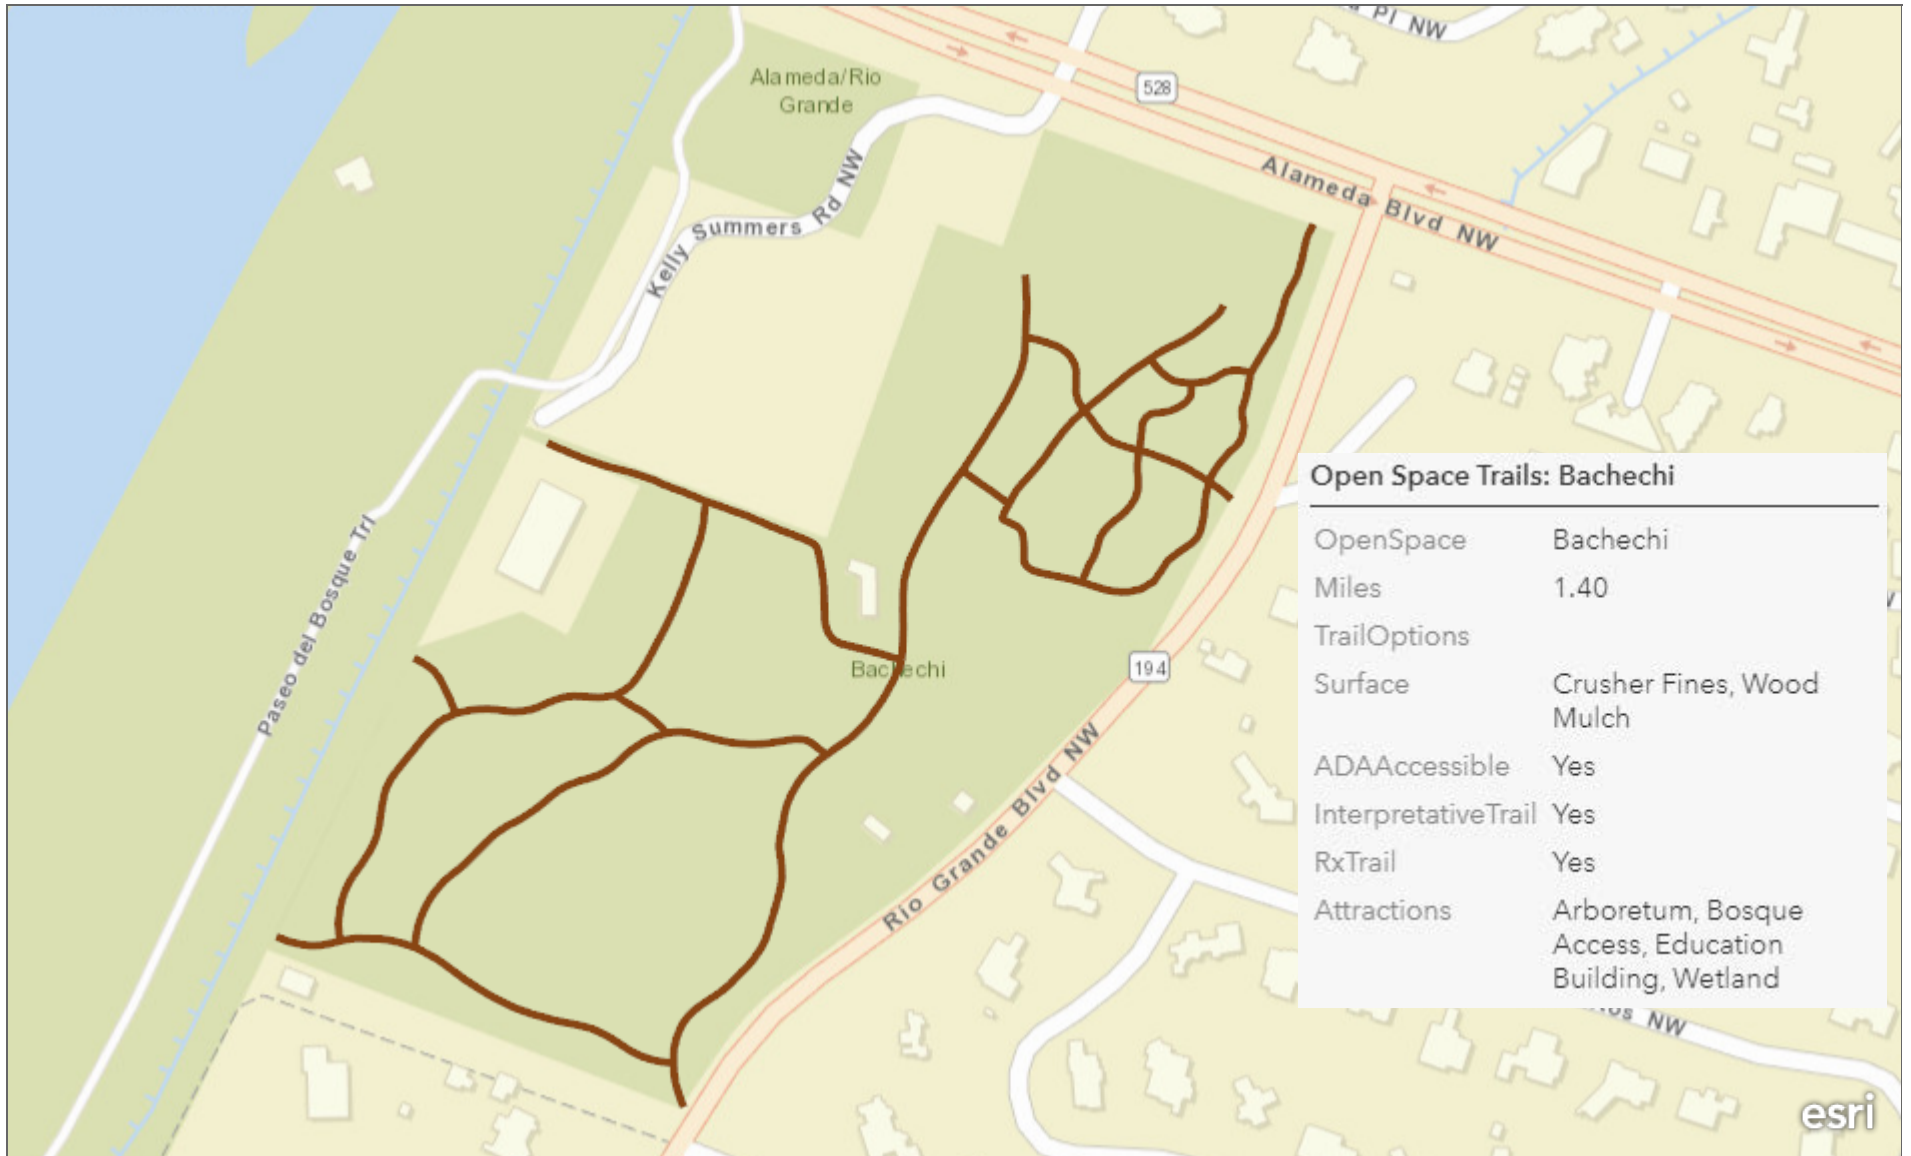 Pl NW
Alameda/Rio
Grande
528
Alameda Blvd NW
Kelly Summers Rd NW
Paseo del Bosque Trl
Bachechi
194
Rio Grande Blvd NW
Open Space Trails: Bachechi
OpenSpace Bachechi
Miles 1.40
TrailOptions
Surface Crusher Fines, Wood
Mulch
ADAAccessible Yes
InterpretativeTrail Yes
RxTrail Yes
Attractions Arboretum, Bosque
Access, Education
Building, Wetland
NW
esri